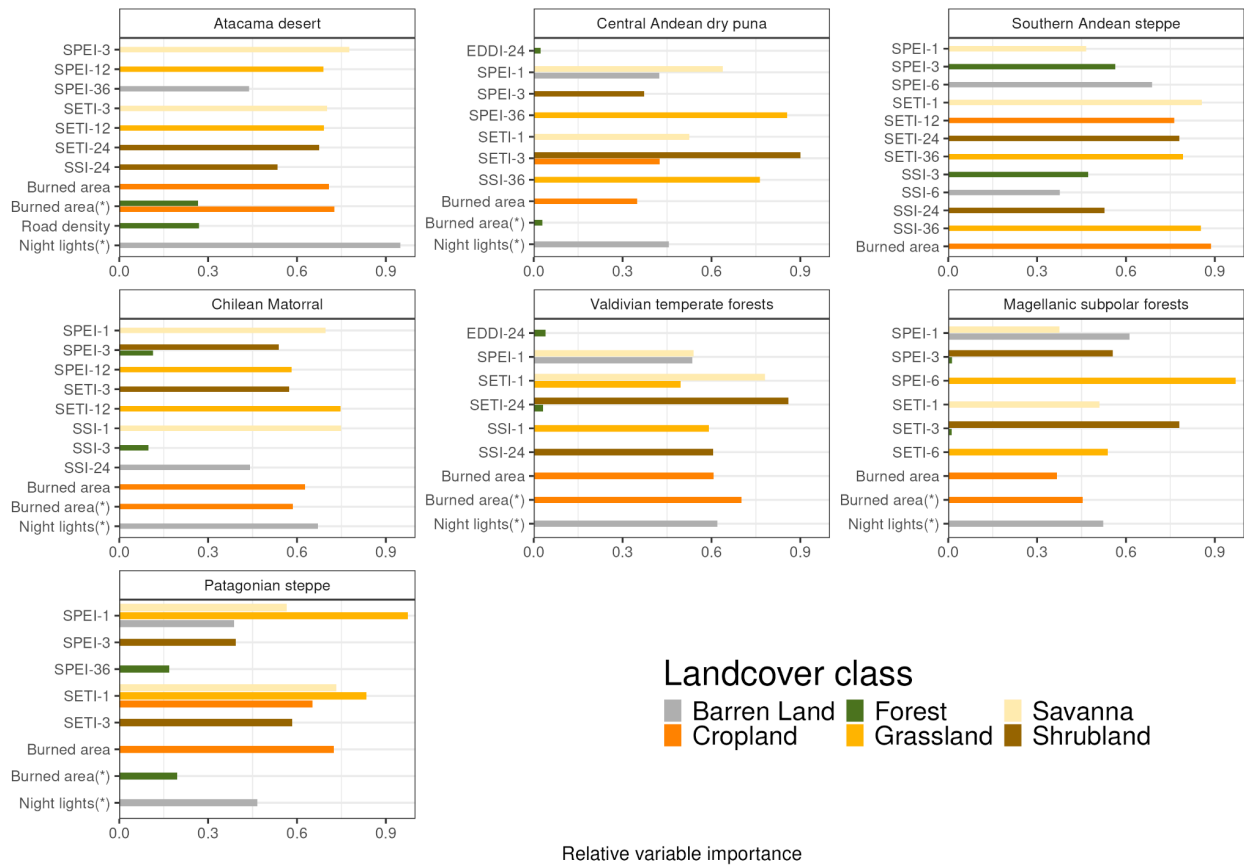 Atacama desert
SPEI-3
SPEI-12
SPEI-36
SETI-3
SETI-12
SETI-24
SSI-24
Burned area
Burned area(*)
Road density
Night lights(*)
0.0 0.3 0.6 0.9
Central Andean dry puna
EDDI-24
SPEI-1
SPEI-3
SPEI-36
SETI-1
SETI-3
SSI-36
Burned area
Burned area(*)
Night lights(*)
0.0 0.3 0.6 0.9
Southern Andean steppe
SPEI-1
SPEI-3
SPEI-6
SETI-1
SETI-12
SETI-24
SETI-36
SSI-3
SSI-6
SSI-24
SSI-36
Burned area
0.0 0.3 0.6 0.9
Chilean Matorral
SPEI-1
SPEI-3
SPEI-12
SETI-3
SETI-12
SSI-1
SSI-3
SSI-24
Burned area
Burned area(*)
Night lights(*)
0.0 0.3 0.6 0.9
Valdivian temperate forests
EDDI-24
SPEI-1
SETI-1
SETI-24
SSI-1
SSI-24
Burned area
Burned area(*)
Night lights(*)
0.0 0.3 0.6 0.9
Magellanic subpolar forests
SPEI-1
SPEI-3
SPEI-6
SETI-1
SETI-3
SETI-6
Burned area
Burned area(*)
Night lights(*)
0.0 0.3 0.6 0.9
Patagonian steppe
SPEI-1
SPEI-3
SPEI-36
SETI-1
SETI-3
Burned area
Burned area(*)
Night lights(*)
0.0 0.3 0.6 0.9
Landcover class
Barren Land Forest Savanna
Cropland Grassland Shrubland
Relative variable importance